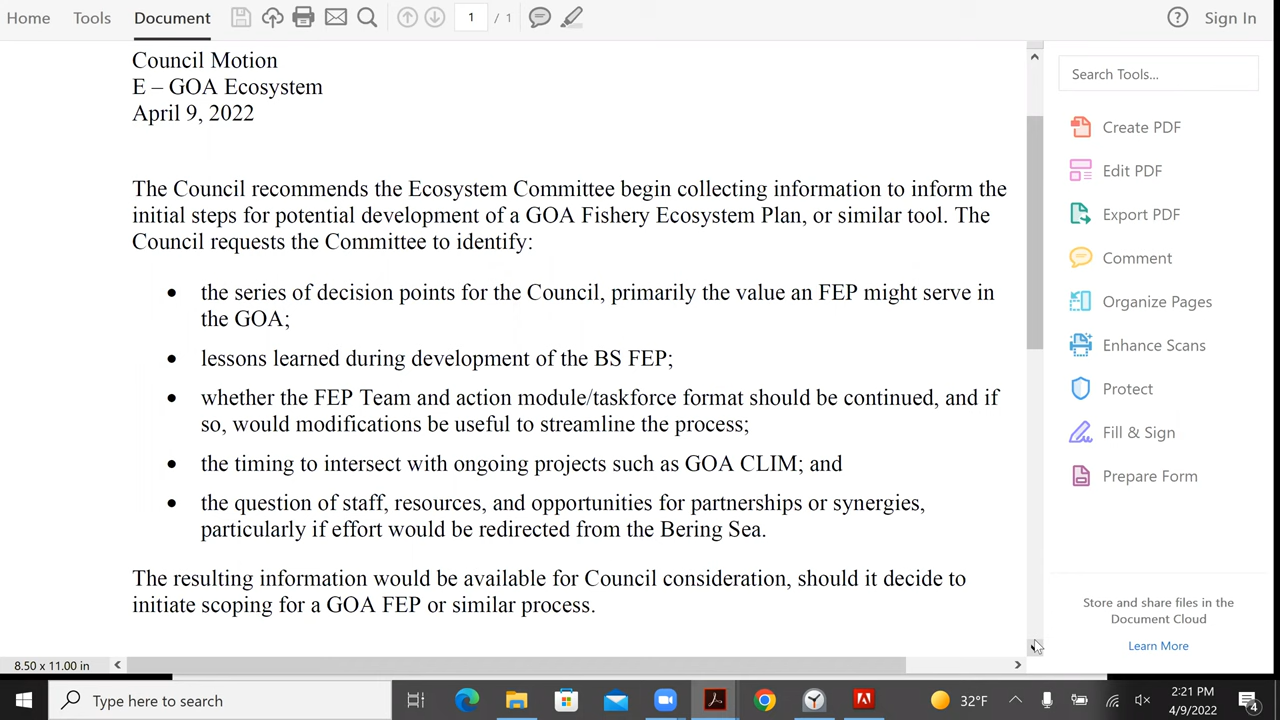 Home Tools Document 1 / 1 Sign In
Council Motion
E – GOA Ecosystem
April 9, 2022
The Council recommends the Ecosystem Committee begin collecting information to inform the
initial steps for potential development of a GOA Fishery Ecosystem Plan, or similar tool. The
Council requests the Committee to identify:
• the series of decision points for the Council, primarily the value an FEP might serve in
the GOA;
• lessons learned during development of the BS FEP;
• whether the FEP Team and action module/taskforce format should be continued, and if
so, would modifications be useful to streamline the process;
• the timing to intersect with ongoing projects such as GOA CLIM; and
• the question of staff, resources, and opportunities for partnerships or synergies,
particularly if effort would be redirected from the Bering Sea.
The resulting information would be available for Council consideration, should it decide to
initiate scoping for a GOA FEP or similar process.
8.50 x 11.00 in
Search Tools...
Create PDF
Edit PDF
Export PDF
Comment
Organize Pages
Enhance Scans
Protect
Fill & Sign
Prepare Form
Store and share files in the
Document Cloud
Learn More
Type here to search
32°F
2:21 PM
4/9/2022
4